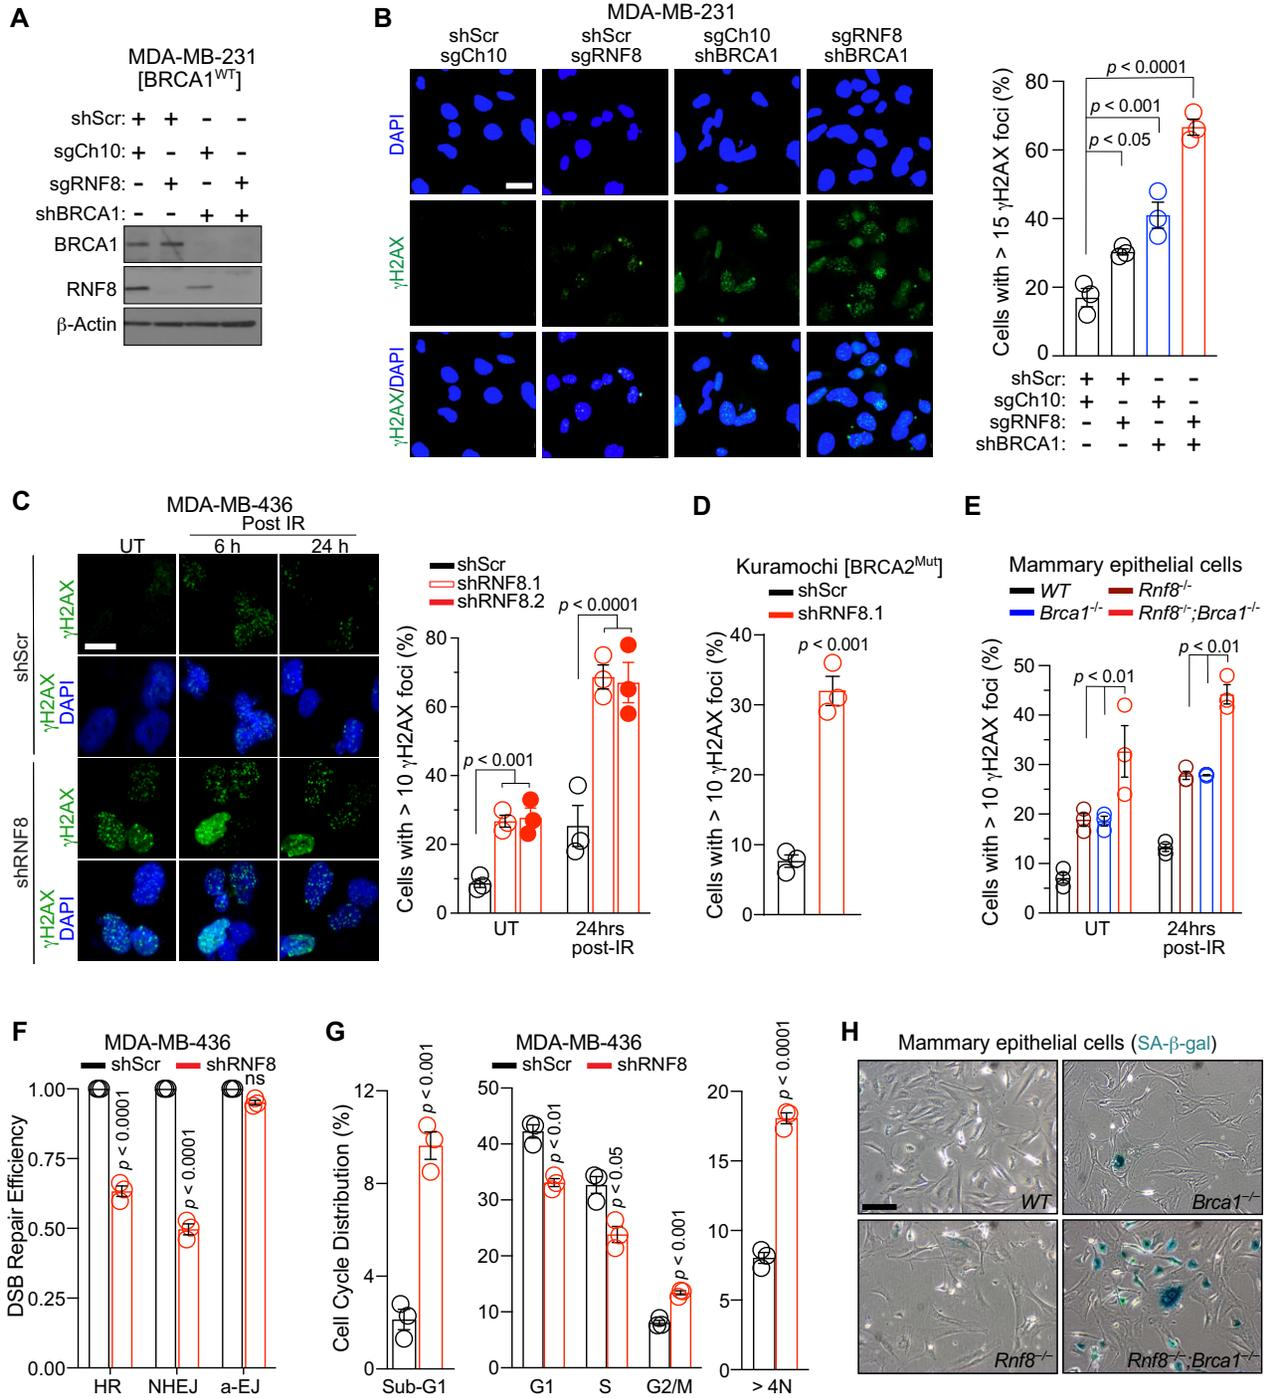 A
MDA-MB-231
[BRCA1WT]
shScr: + + - -
sgCh10: + - + -
sgRNF8: - + - +
shBRCA1: - - + +
BRCA1
RNF8
β-Actin
B
MDA-MB-231
shScr sgCh10
shScr sgRNF8
sgCh10 shBRCA1
sgRNF8 shBRCA1
DAPI
γH2AX
γH2AX/DAPI
Cells with > 15 γH2AX foci (%)
80
60
40
20
0
p < 0.0001
p < 0.001
p < 0.05
shScr: + + - -
sgCh10: + - + -
sgRNF8: - + - +
shBRCA1: - - + +
C
MDA-MB-436
Post IR
UT 6 h 24 h
shScr
γH2AX
γH2AX DAPI
shRNF8
γH2AX
γH2AX DAPI
shScr
shRNF8.1
shRNF8.2
Cells with > 10 γH2AX foci (%)
80
60
40
20
0
p < 0.0001
p < 0.001
UT
24hrs post-IR
D
Kuramochi [BRCA2Mut]
shScr
shRNF8.1
p < 0.001
Cells with > 10 γH2AX foci (%)
40
30
20
10
0
E
Mammary epithelial cells
WT Rnf8-/-
Brca1-/- Rnf8-/-;Brca1-/-
Cells with > 10 γH2AX foci (%)
50
40
30
20
10
0
p < 0.01
p < 0.01
UT
24hrs post-IR
F
MDA-MB-436
shScr shRNF8
DSB Repair Efficiency
1.00
0.75
0.50
0.25
0.00
p < 0.0001
p < 0.0001
ns
HR NHEJ a-EJ
G
MDA-MB-436
shScr shRNF8
Cell Cycle Distribution (%)
12
8
4
0
p < 0.001
Sub-G1
50
40
30
20
10
0
p < 0.01
p < 0.05
p < 0.001
G1 S G2/M
20
15
10
5
0
p < 0.0001
> 4N
H
Mammary epithelial cells (SA-β-gal)
WT
Brca1-/-
Rnf8-/-
Rnf8-/-;Brca1-/-